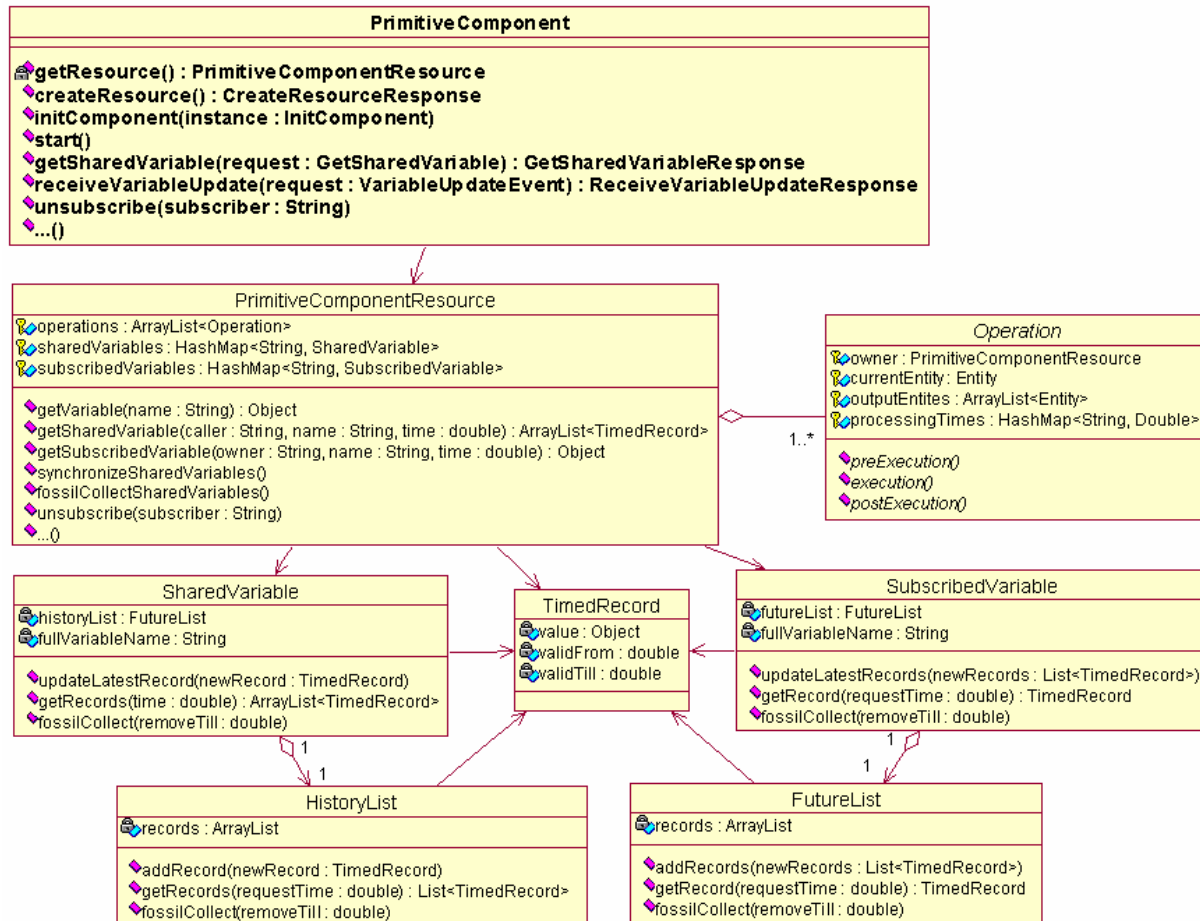 PrimitiveComponent
getResource() : PrimitiveComponentResource
createResource() : CreateResourceResponse
initComponent(instance : InitComponent)
start()
getSharedVariable(request : GetSharedVariable) : GetSharedVariableResponse
receiveVariableUpdate(request : VariableUpdateEvent) : ReceiveVariableUpdateResponse
unsubscribe(subscriber : String)
...()
PrimitiveComponentResource
operations : ArrayList<Operation>
sharedVariables : HashMap<String, SharedVariable>
subscribedVariables : HashMap<String, SubscribedVariable>
getVariable(name : String) : Object
getSharedVariable(caller : String, name : String, time : double) : ArrayList<TimedRecord>
getSubscribedVariable(owner : String, name : String, time : double) : Object
synchronizeSharedVariables()
fossilCollectSharedVariables()
unsubscribe(subscriber : String)
...()
1..*
Operation
owner : PrimitiveComponentResource
currentEntity : Entity
outputEntites : ArrayList<Entity>
processingTimes : HashMap<String, Double>
preExecution()
execution()
postExecution()
SharedVariable
historyList : FutureList
fullVariableName : String
updateLatestRecord(newRecord : TimedRecord)
getRecords(time : double) : ArrayList<TimedRecord>
fossilCollect(removeTill : double)
TimedRecord
value : Object
validFrom : double
validTill : double
SubscribedVariable
futureList : FutureList
fullVariableName : String
updateLatestRecords(newRecords : List<TimedRecord>)
getRecord(requestTime : double) : TimedRecord
fossilCollect(removeTill : double)
1
1
1
1
HistoryList
records : ArrayList
addRecord(newRecord : TimedRecord)
getRecords(requestTime : double) : List<TimedRecord>
fossilCollect(removeTill : double)
FutureList
records : ArrayList
addRecords(newRecords : List<TimedRecord>)
getRecord(requestTime : double) : TimedRecord
fossilCollect(removeTill : double)